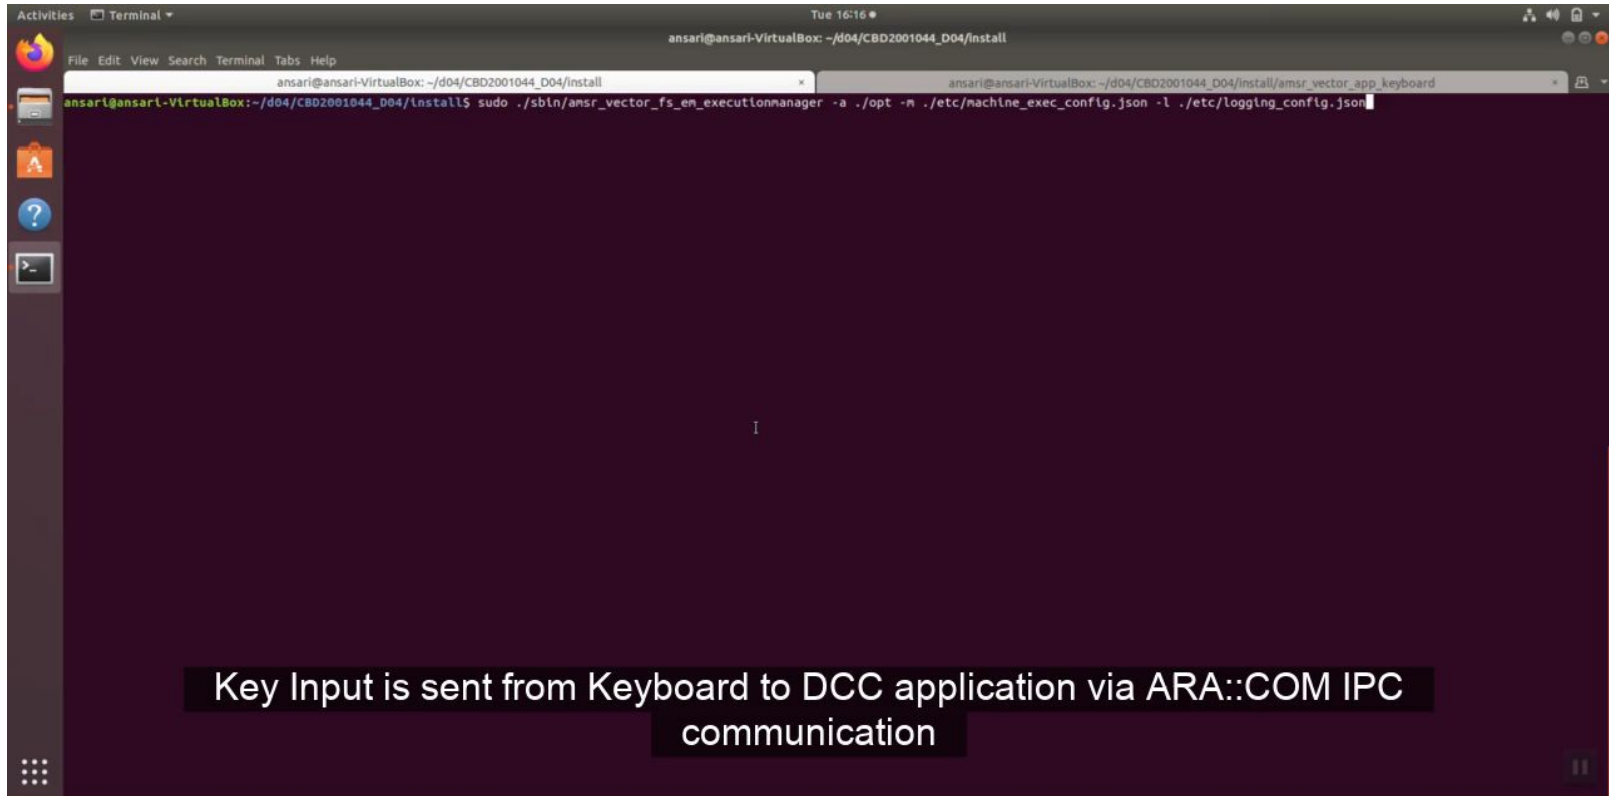 Activities Terminal Tue 16:16
ansari@ansari-VirtualBox: ~/d04/CBD2001044_D04/install
File Edit View Search Terminal Tabs Help
ansari@ansari-VirtualBox: ~/d04/CBD2001044_D04/install × ansari@ansari-VirtualBox: ~/d04/CBD2001044_D04/install/amsr_vector_app_keyboard ×
ansari@ansari-VirtualBox:~/d04/CBD2001044_D04/install$ sudo ./sbin/amsr_vector_fs_em_executionmanager -a ./opt -m ./etc/machine_exec_config.json -l ./etc/logging_config.json
Key Input is sent from Keyboard to DCC application via ARA::COM IPC
communication